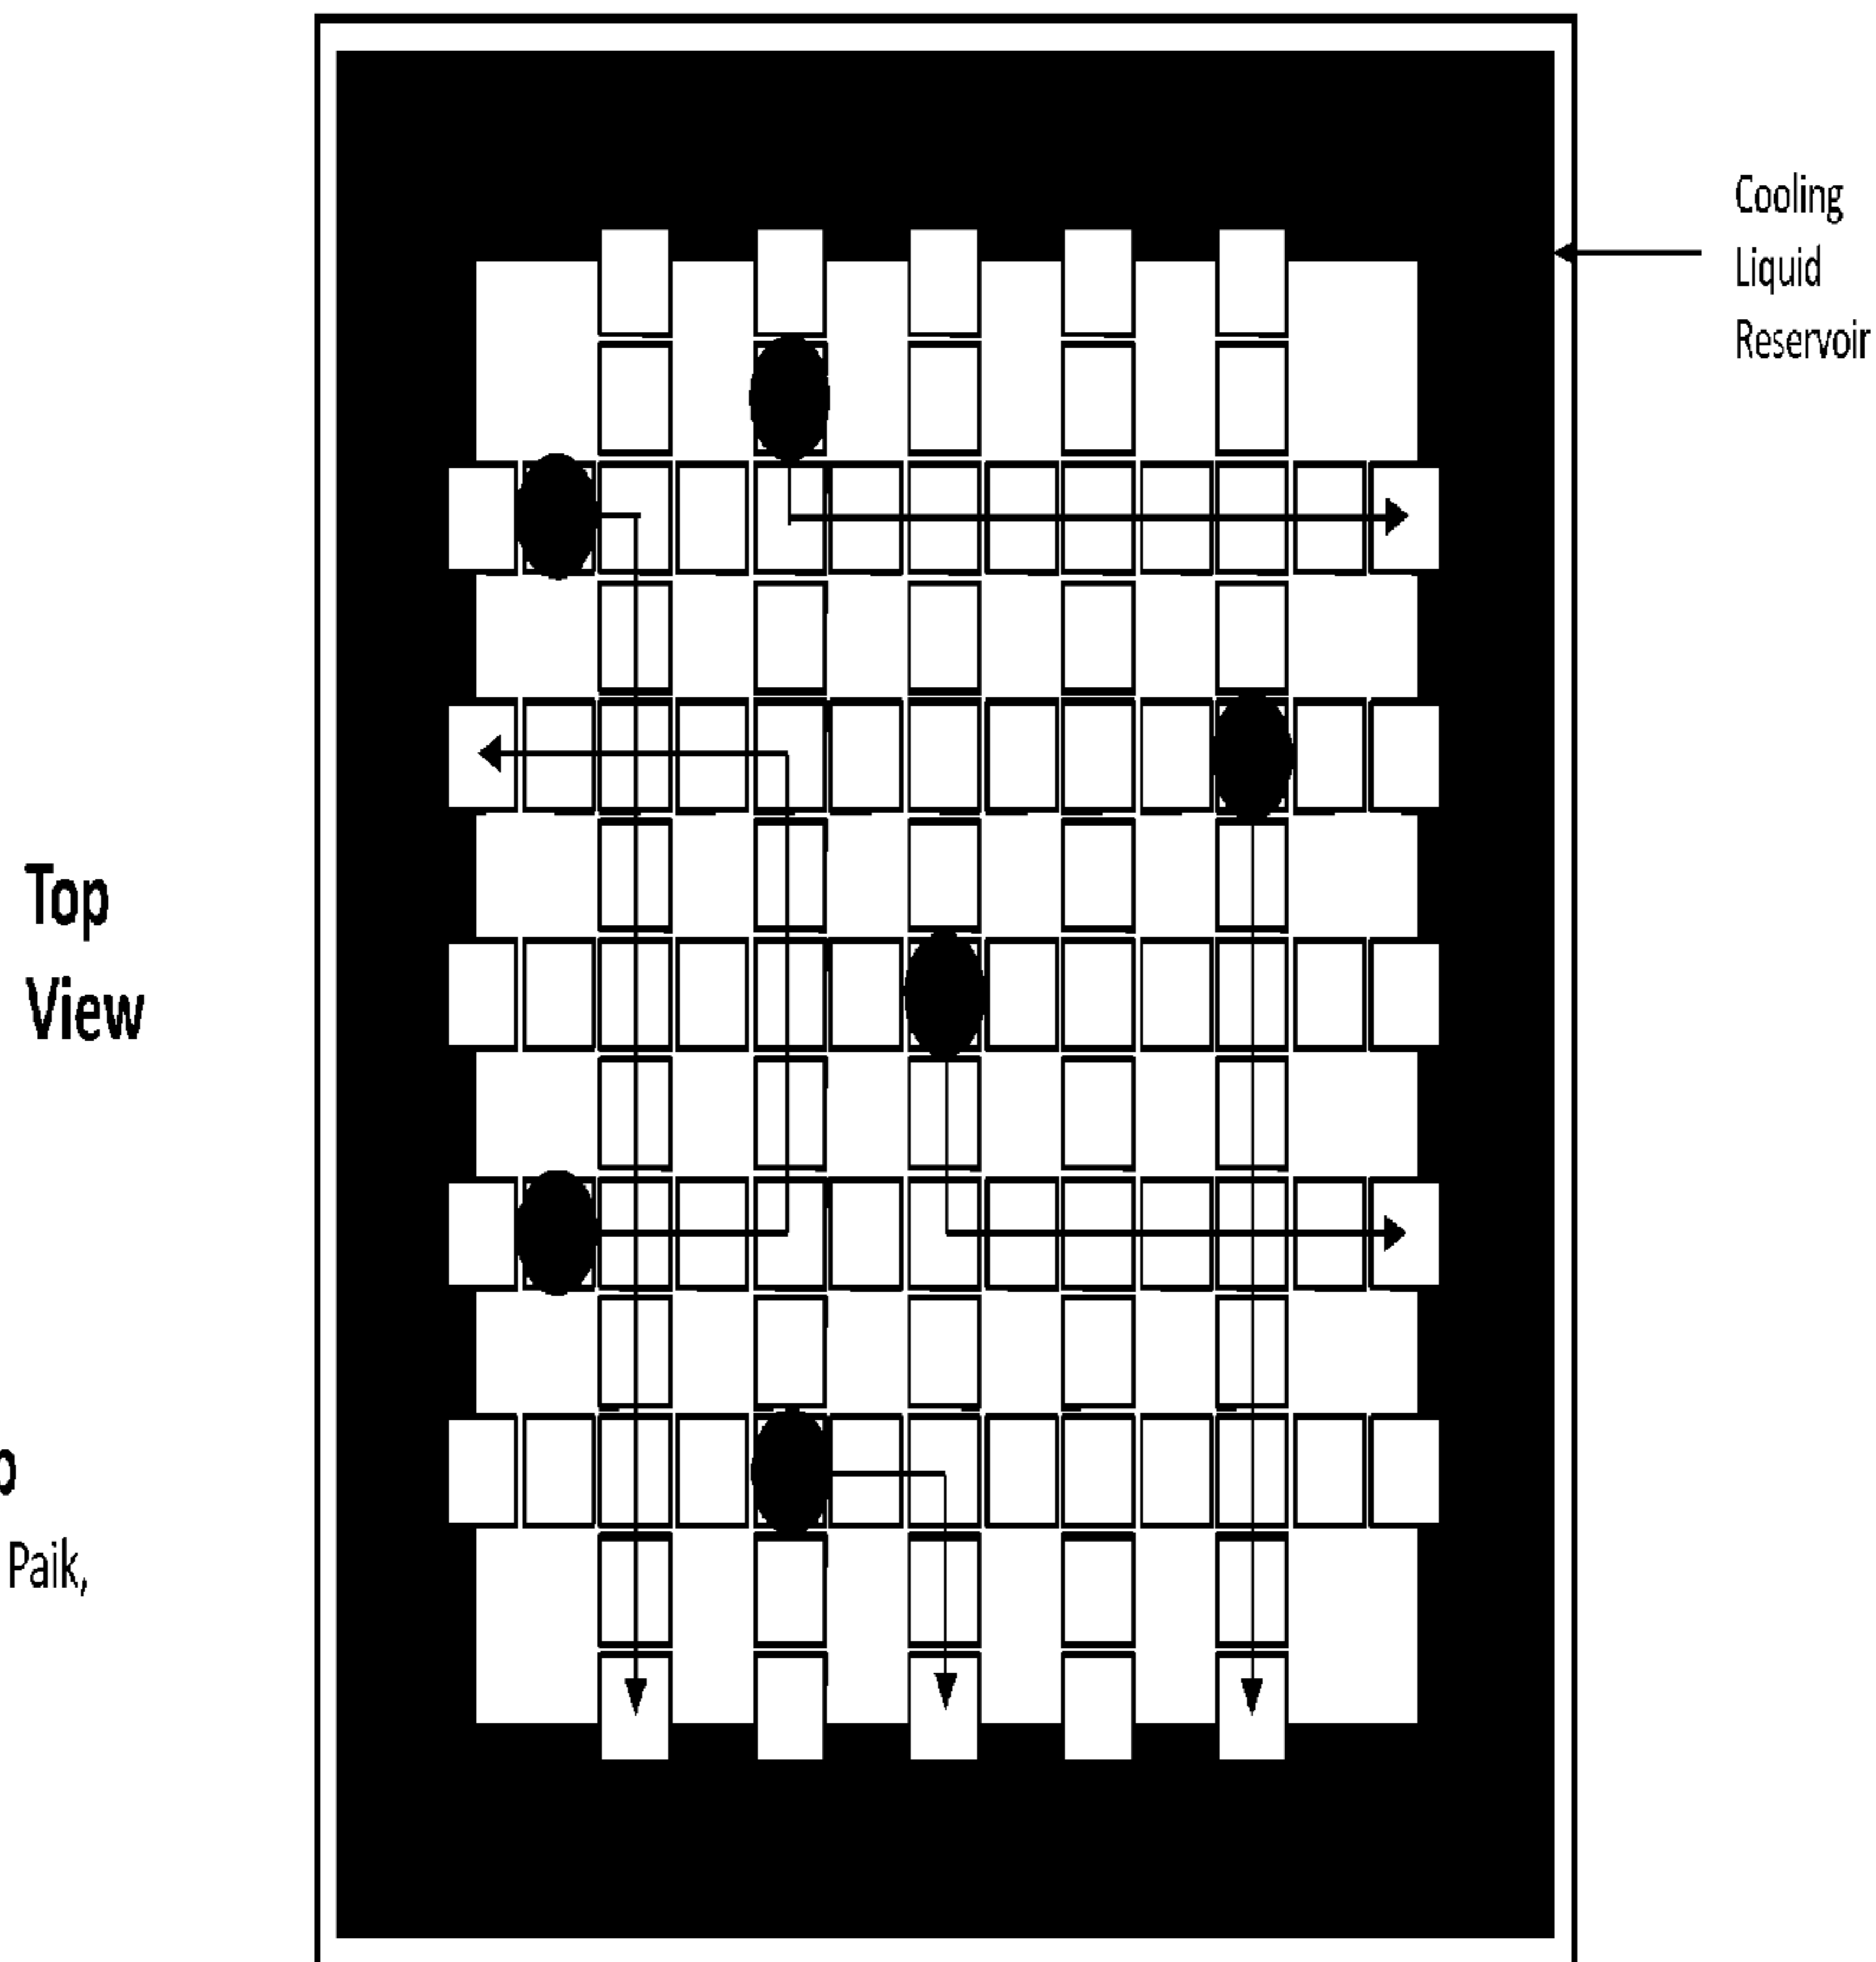 Cooling
Liquid
Reservoir
Top
View
Paik,